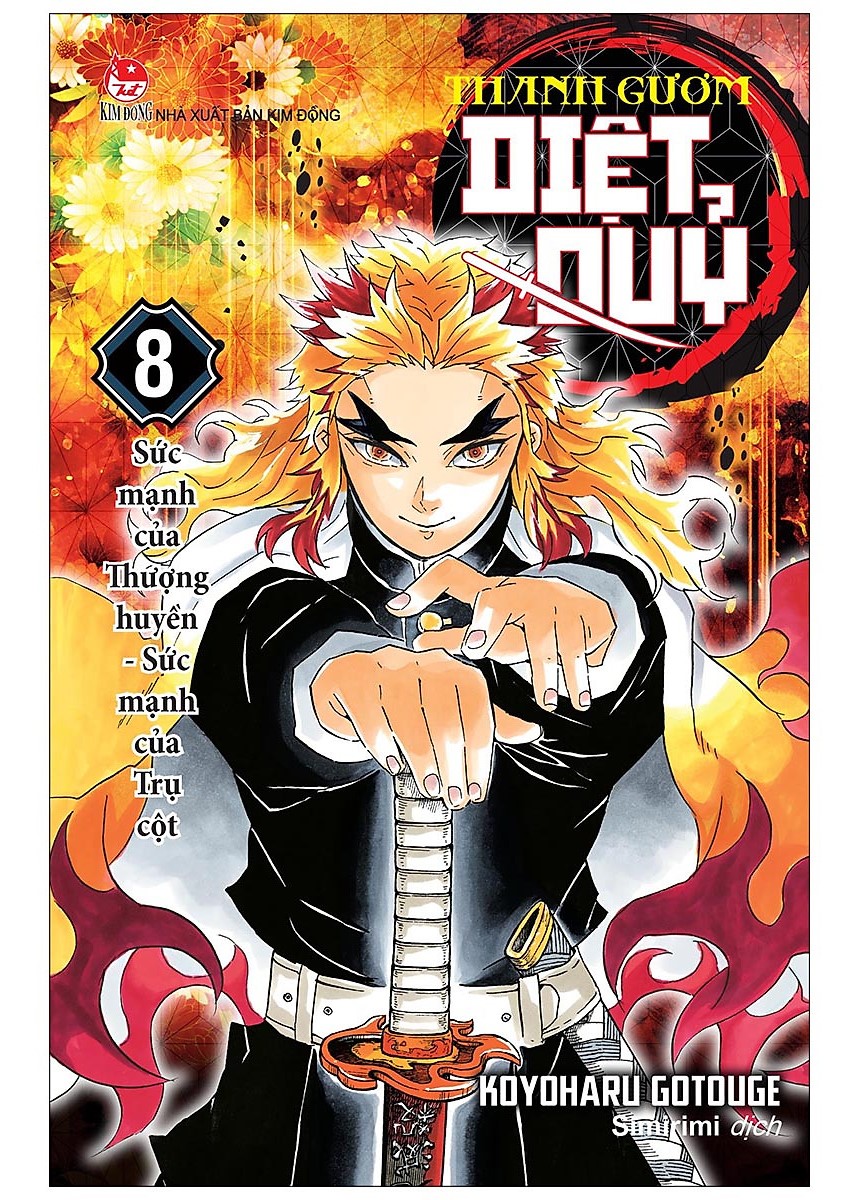 Kút
KIM ĐỒNG
NHÀ XUẤT BẢN KIM ĐỒNG
THANH GƯƠM
DIỆT
QUỶ
8
Sức
mạnh
của
Thượng
huyền
- Sức
mạnh
của
Trụ
cột
KOYOHARU GOTOUGE
Simirimi dịch